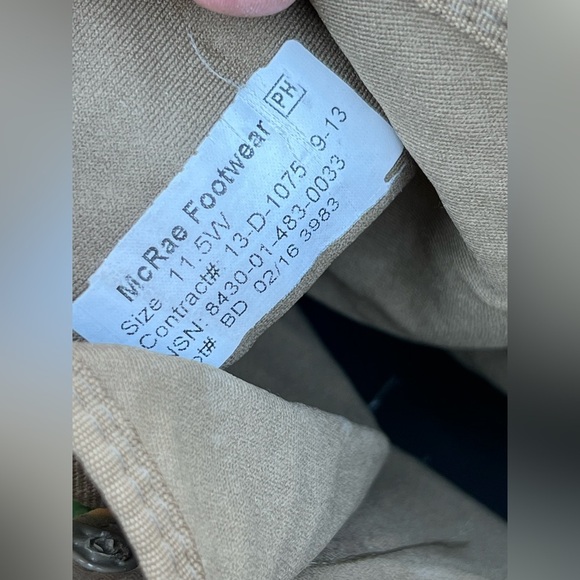 McRae Footwear PH
Size 11.5W
Contract# 13-D-1075 9-13
NSN: 8430-01-483-0033
ot# BD 02/16 3983